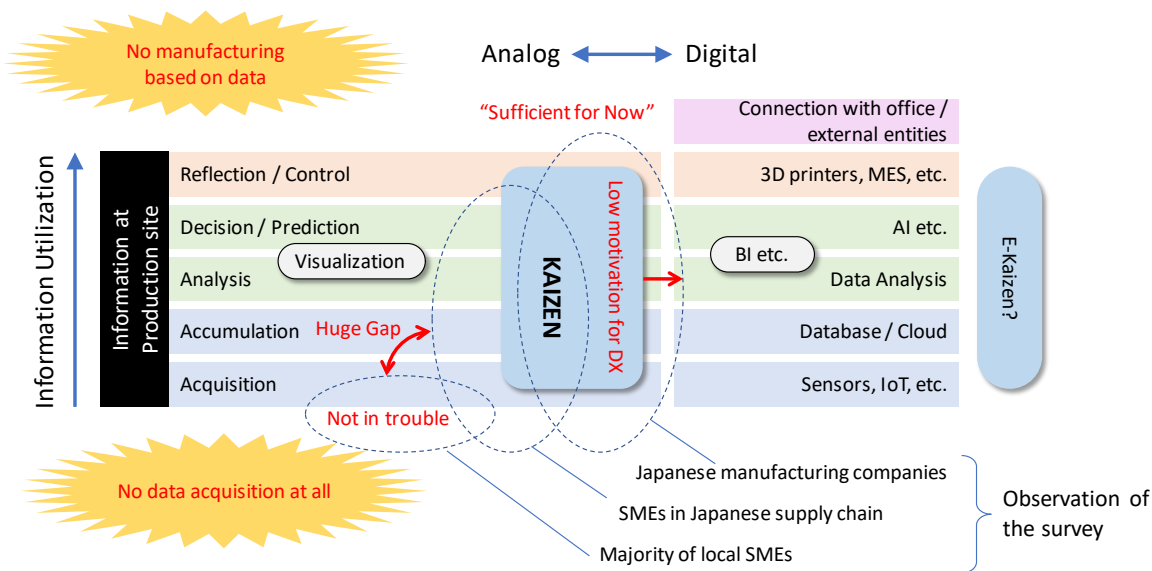 No manufacturing
based on data
Analog
Digital
“Sufficient for Now”
Connection with office /
external entities
Information Utilization
Information at
Production site
Reflection / Control
3D printers, MES, etc.
Decision / Prediction
AI etc.
Visualization
BI etc.
Analysis
Data Analysis
Accumulation
Huge Gap
Database / Cloud
Acquisition
Sensors, IoT, etc.
KAIZEN
Low motivation for DX
E-Kaizen?
Not in trouble
No data acquisition at all
Japanese manufacturing companies
SMEs in Japanese supply chain
Majority of local SMEs
Observation of
the survey